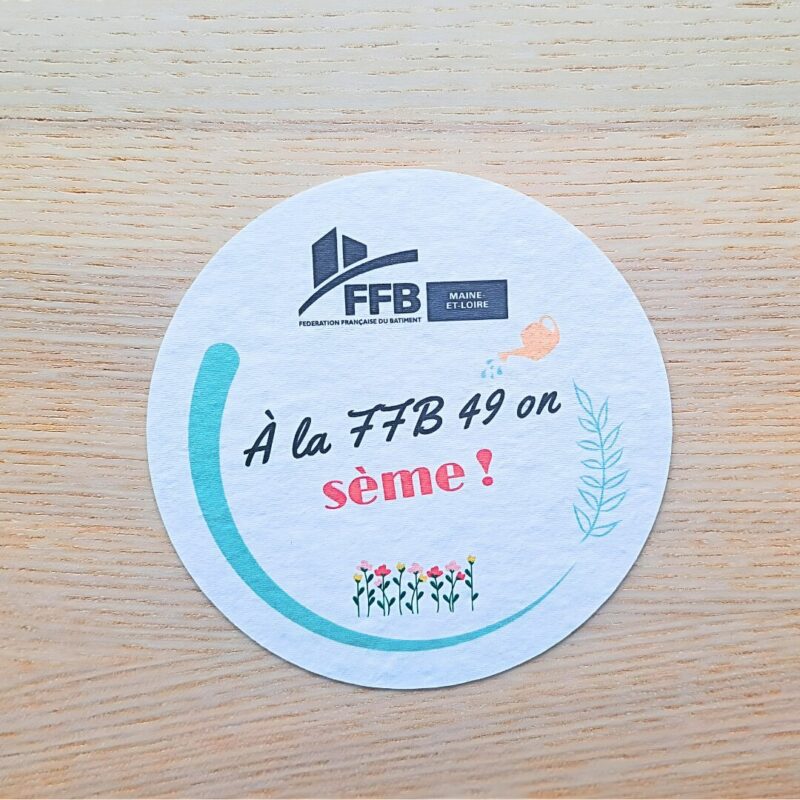 FFB
MAINE-
ET-LOIRE
FEDERATION FRANÇAISE DU BATIMENT
À la FFB 49 on
sème !